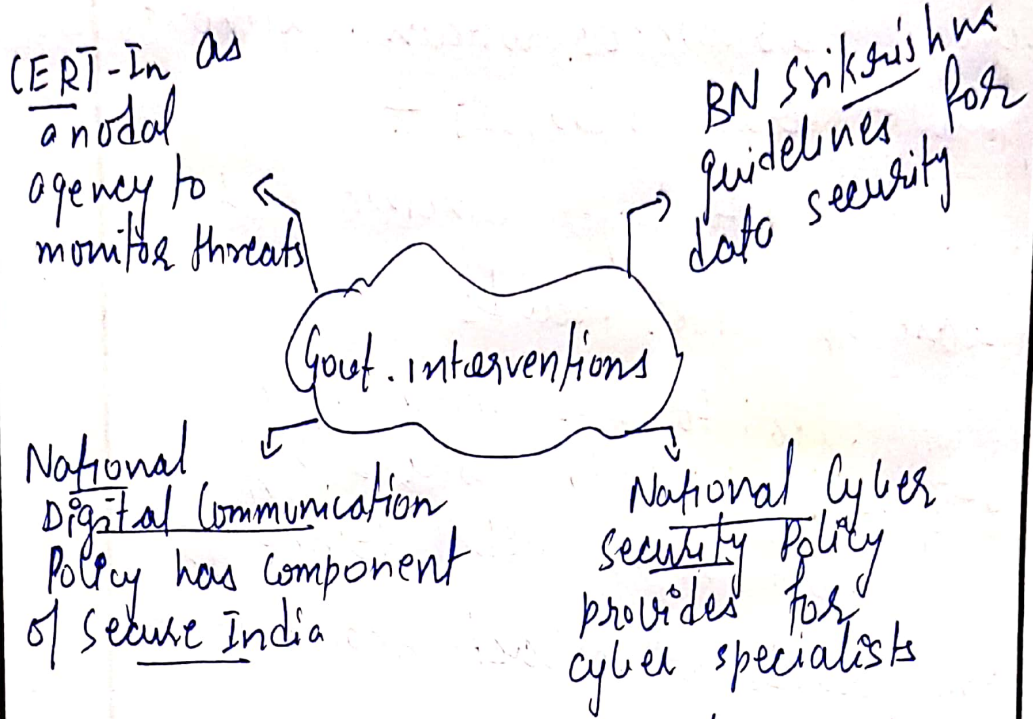 CERT-In as
a nodal
agency to
monitor threats
BN Srikrishna
guidelines for
data security
Govt. interventions
National
Digital Communication
Policy has component
of Secure India
National Cyber
security Policy
provides for
cyber specialists